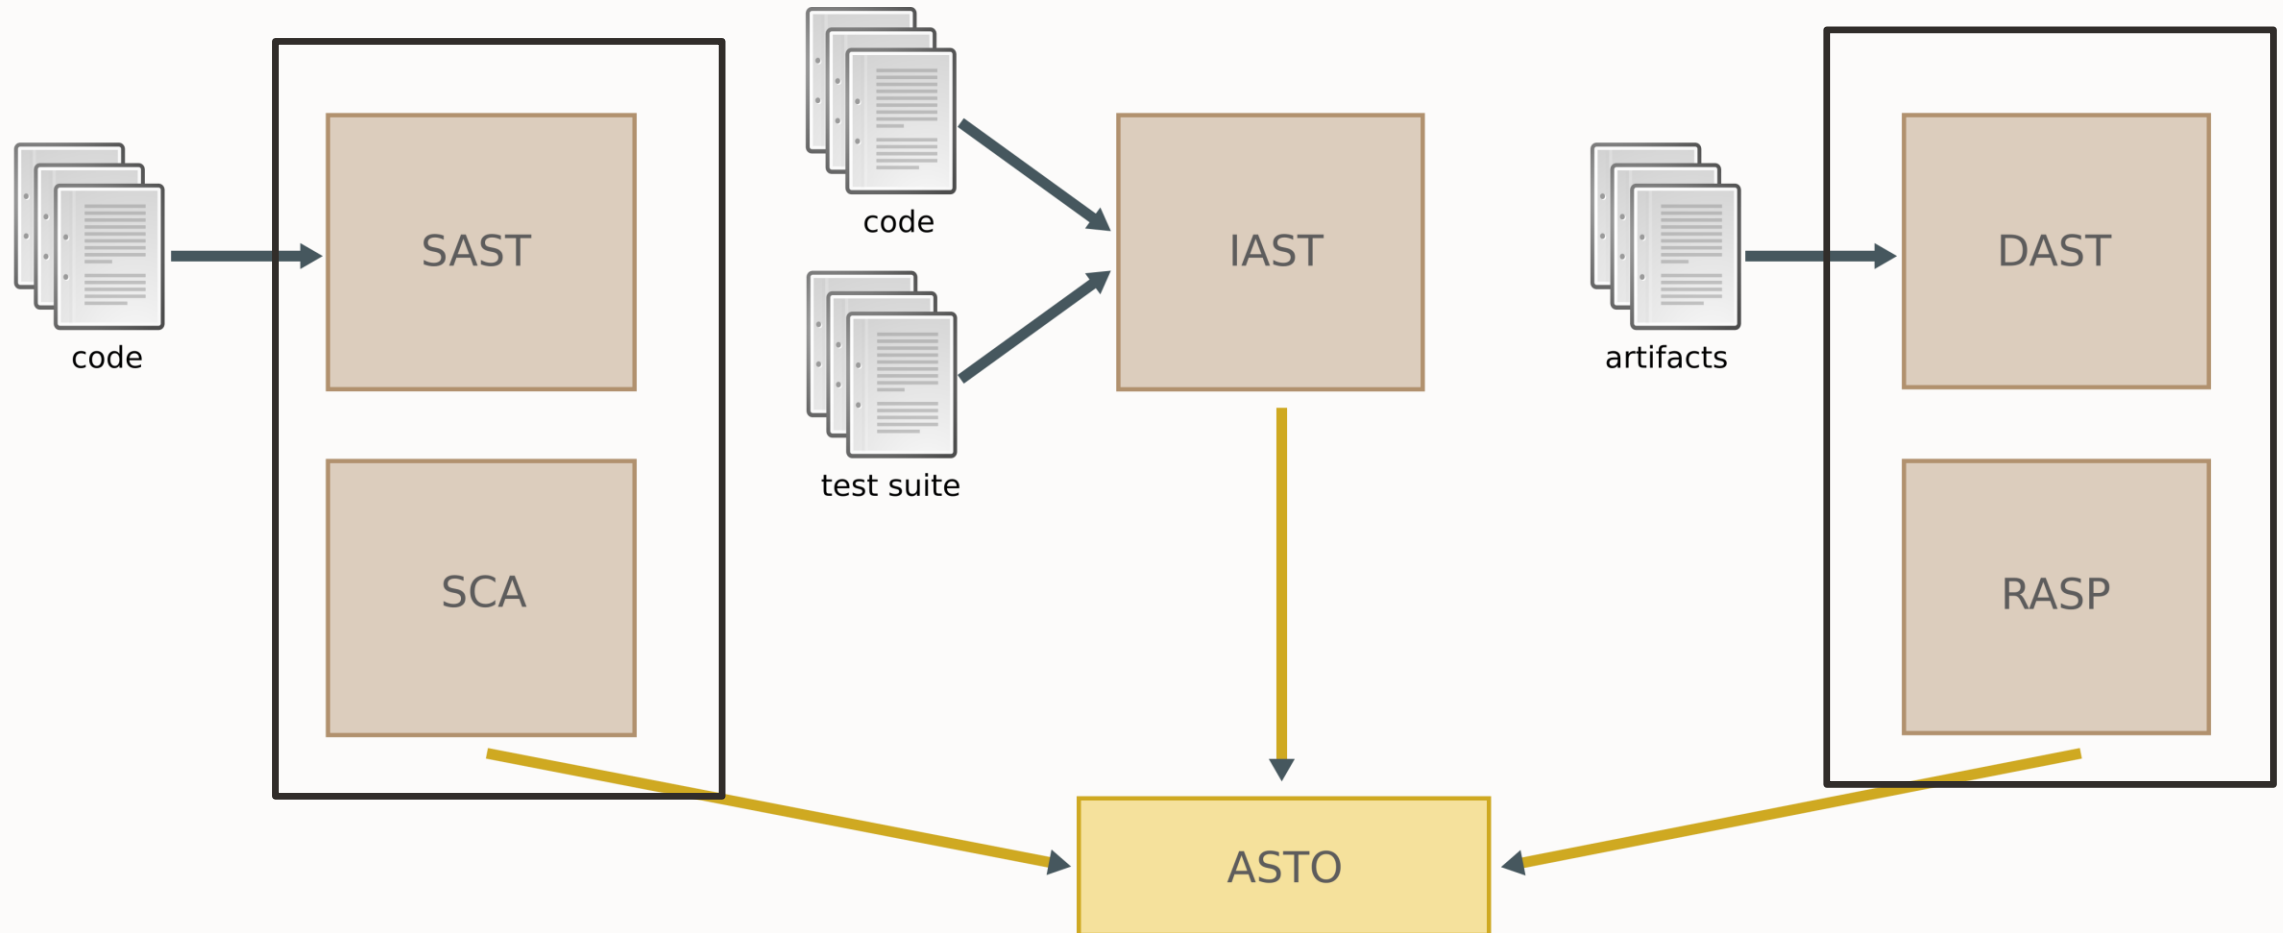 code
SAST
SCA
code
test suite
IAST
artifacts
DAST
RASP
ASTO